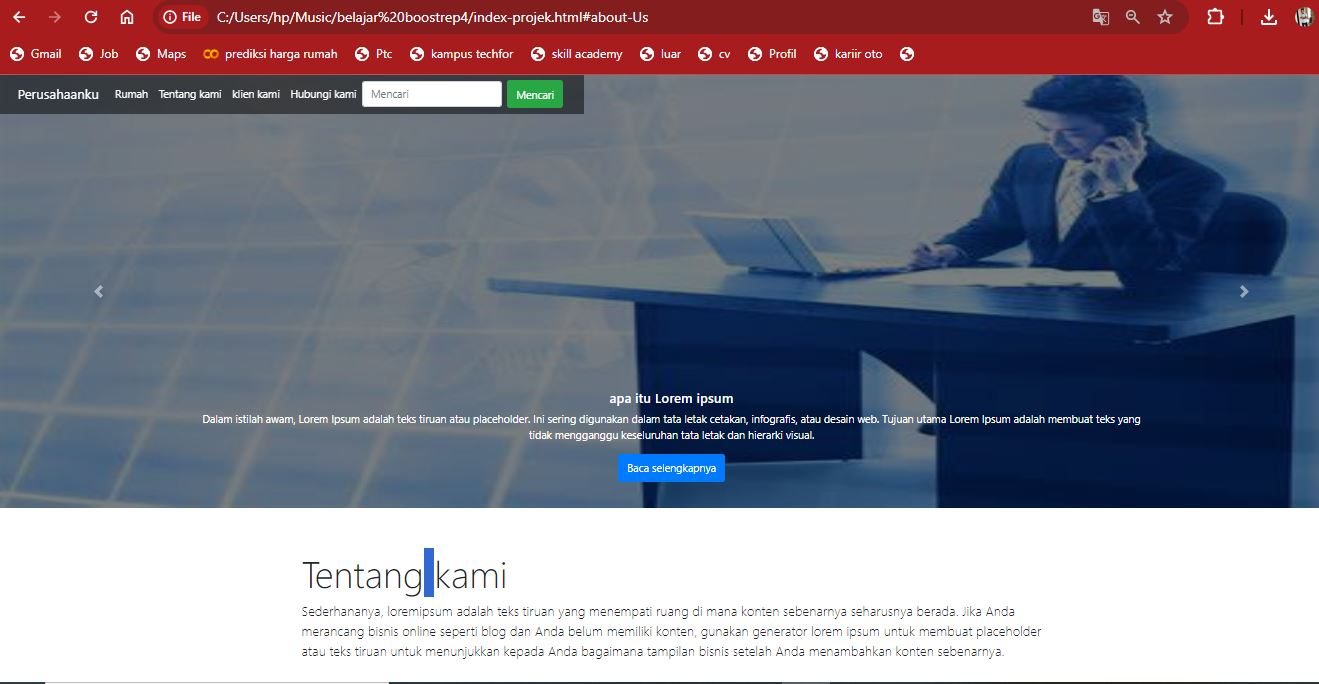 File C:/Users/hp/Music/belajar%20boostrep4/index-projek.html#about-Us
Gmail Job Maps prediksi harga rumah Ptc kampus techfor skill academy luar cv Profil kariir oto
Perusahaanku Rumah Tentang kami klien kami Hubungi kami Mencari Mencari
apa itu Lorem ipsum
Dalam istilah awam, Lorem Ipsum adalah teks tiruan atau placeholder. Ini sering digunakan dalam tata letak cetakan, infografis, atau desain web. Tujuan utama Lorem Ipsum adalah membuat teks yang
tidak mengganggu keseluruhan tata letak dan hierarki visual.
Baca selengkapnya
Tentang kami
Sederhananya, loremipsum adalah teks tiruan yang menempati ruang di mana konten sebenarnya seharusnya berada. Jika Anda
merancang bisnis online seperti blog dan Anda belum memiliki konten, gunakan generator lorem ipsum untuk membuat placeholder
atau teks tiruan untuk menunjukkan kepada Anda bagaimana tampilan bisnis setelah Anda menambahkan konten sebenarnya.